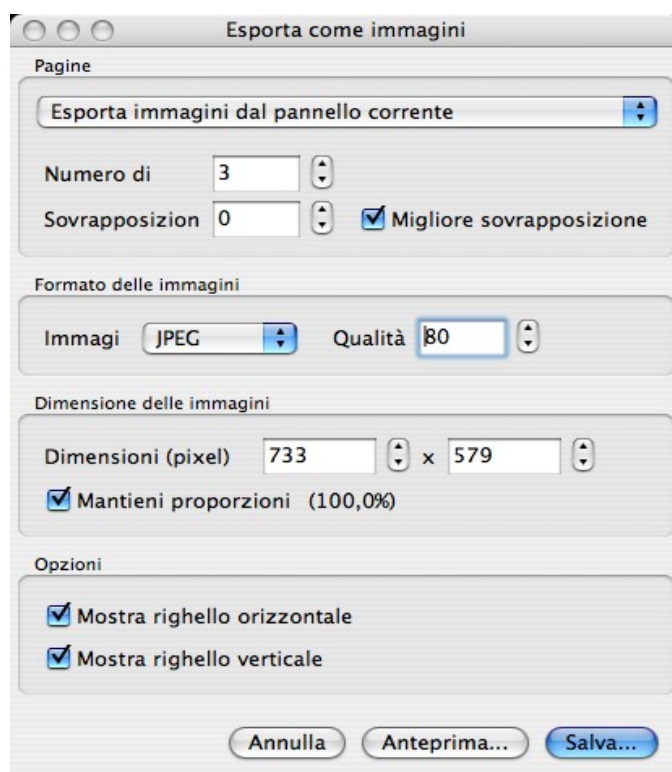 Esporta come immagini
Pagine
Esporta immagini dal pannello corrente
Numero di 3
Sovrapposizion 0 Migliore sovrapposizione
Formato delle immagini
Immagi JPEG Qualità 80
Dimensione delle immagini
Dimensioni (pixel) 733 x 579
Mantieni proporzioni (100,0%)
Opzioni
Mostra righello orizzontale
Mostra righello verticale
Annulla Anteprima... Salva...